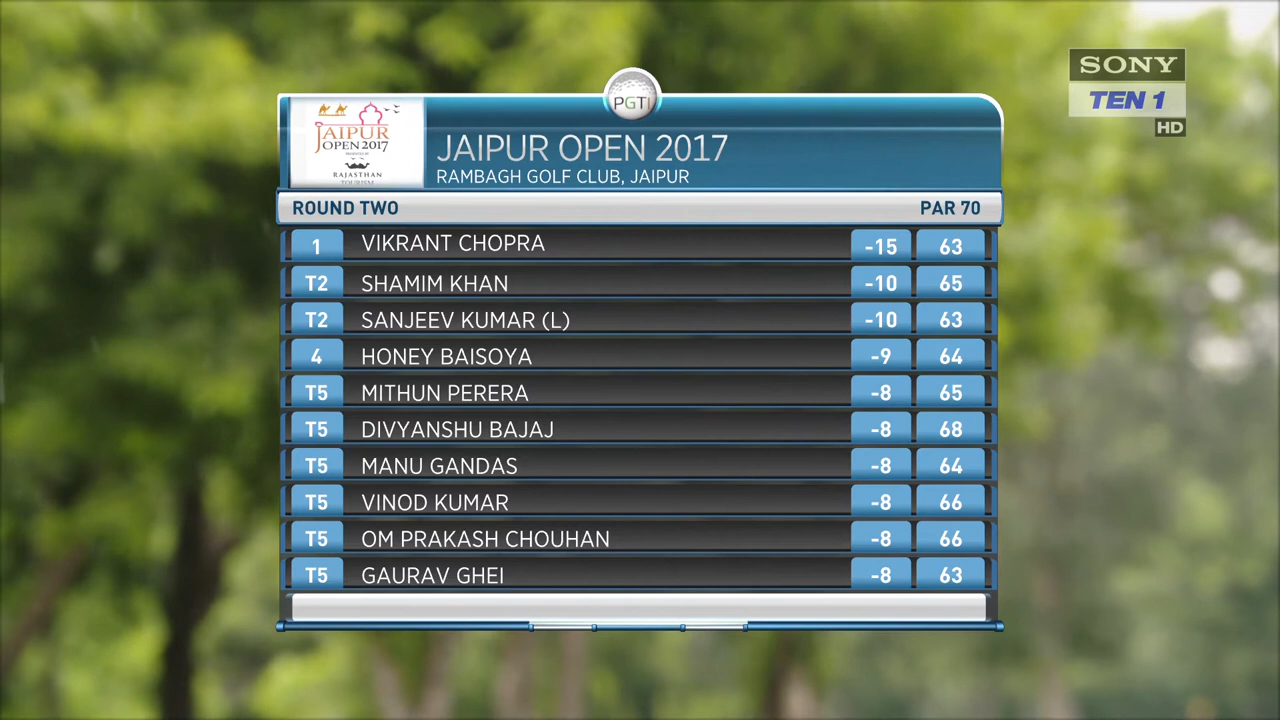 SONY
TEN 1
HD
PGTI
JAIPUR
OPEN 2017
PRESENTED BY
RAJASTHAN
TOURISM
JAIPUR OPEN 2017
RAMBAGH GOLF CLUB, JAIPUR
ROUND TWO PAR 70
1 VIKRANT CHOPRA -15 63
T2 SHAMIM KHAN -10 65
T2 SANJEEV KUMAR (L) -10 63
4 HONEY BAISOYA -9 64
T5 MITHUN PERERA -8 65
T5 DIVYANSHU BAJAJ -8 68
T5 MANU GANDAS -8 64
T5 VINOD KUMAR -8 66
T5 OM PRAKASH CHOUHAN -8 66
T5 GAURAV GHEI -8 63